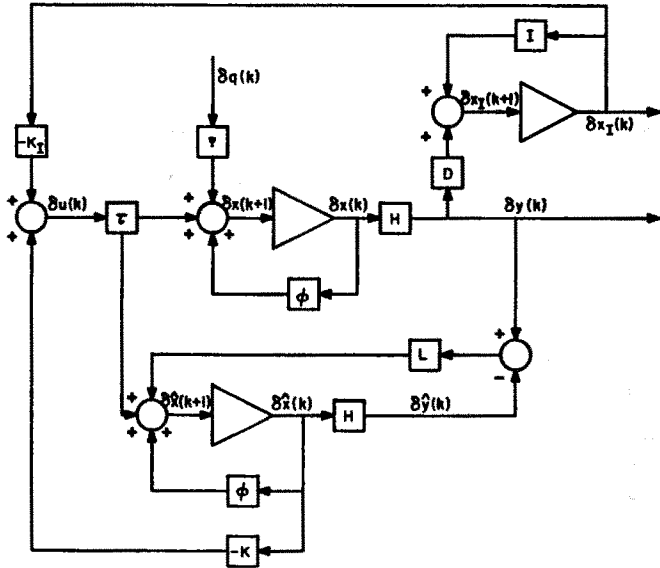 I
δq(k)
+
δx_I(k+1)
δx_I(k)
+
-K_I
Ψ
D
+
δu(k)
τ
+
+
δx(k+1)
δx(k)
H
δy(k)
+
+
+
ϕ
L
+
-
+
δx̂(k+1)
δx̂(k)
H
δŷ(k)
+
+
ϕ
-K